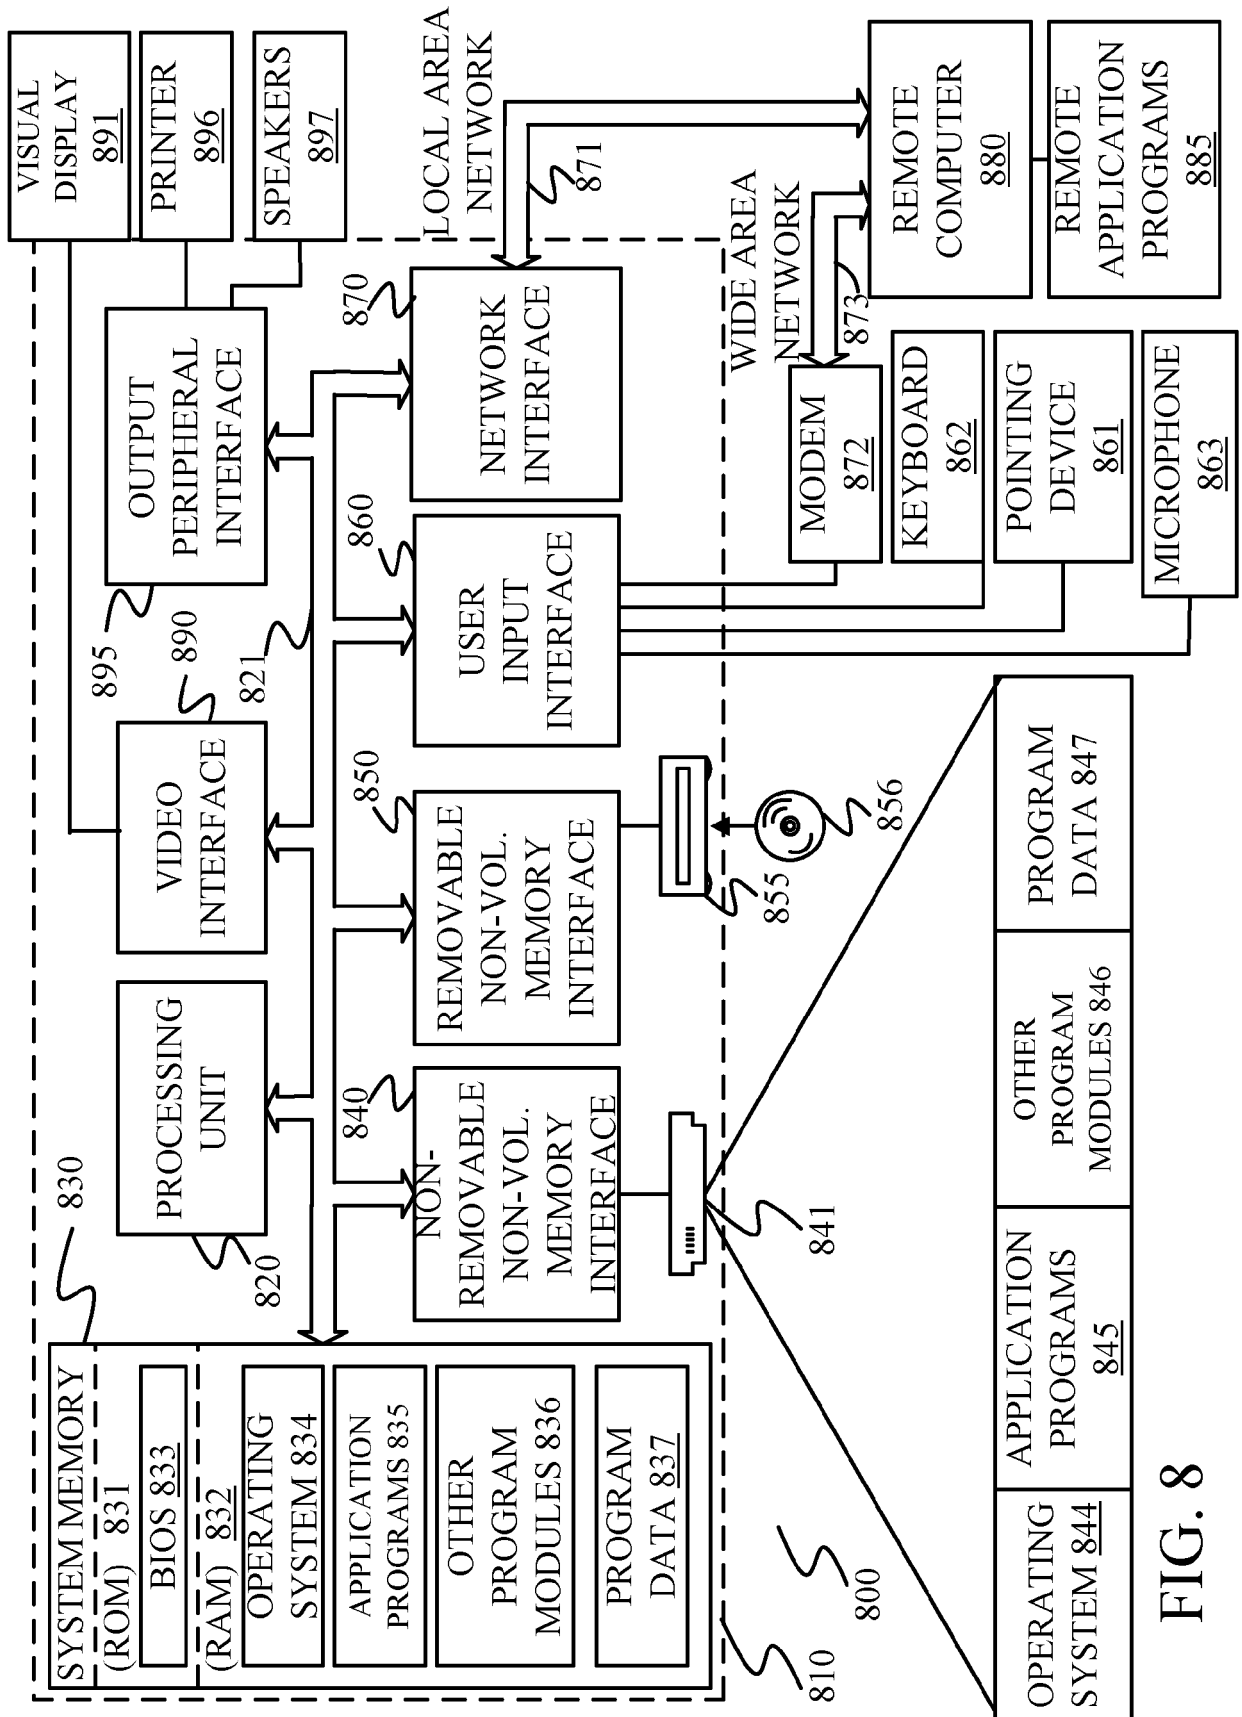 SYSTEM MEMORY
(ROM) 831
BIOS 833
(RAM) 832
OPERATING
SYSTEM 834
APPLICATION
PROGRAMS 835
OTHER
PROGRAM
MODULES 836
PROGRAM
DATA 837
830
PROCESSING
UNIT
820
VIDEO
INTERFACE
890
821
OUTPUT
PERIPHERAL
INTERFACE
895
VISUAL
DISPLAY
891
PRINTER
896
SPEAKERS
897
NON-
REMOVABLE
NON-VOL.
MEMORY
INTERFACE
840
REMOVABLE
NON-VOL.
MEMORY
INTERFACE
850
USER
INPUT
INTERFACE
860
NETWORK
INTERFACE
870
LOCAL AREA
NETWORK
871
WIDE AREA
NETWORK
873
MODEM
872
KEYBOARD
862
POINTING
DEVICE
861
MICROPHONE
863
REMOTE
COMPUTER
880
REMOTE
APPLICATION
PROGRAMS
885
841
855
856
810
800
OPERATING
SYSTEM 844
APPLICATION
PROGRAMS
845
OTHER
PROGRAM
MODULES 846
PROGRAM
DATA 847
FIG. 8